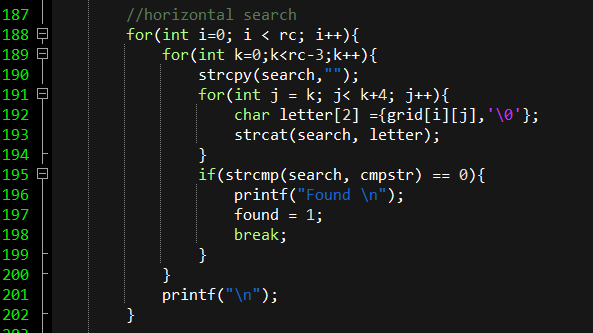 187 //horizontal search
188 for(int i=0; i < rc; i++){
189 for(int k=0;k<rc-3;k++){
190 strcpy(search,"");
191 for(int j = k; j< k+4; j++){
192 char letter[2] ={grid[i][j],'\0'};
193 strcat(search, letter);
194 }
195 if(strcmp(search, cmpstr) == 0){
196 printf("Found \n");
197 found = 1;
198 break;
199 }
200 }
201 printf("\n");
202 }